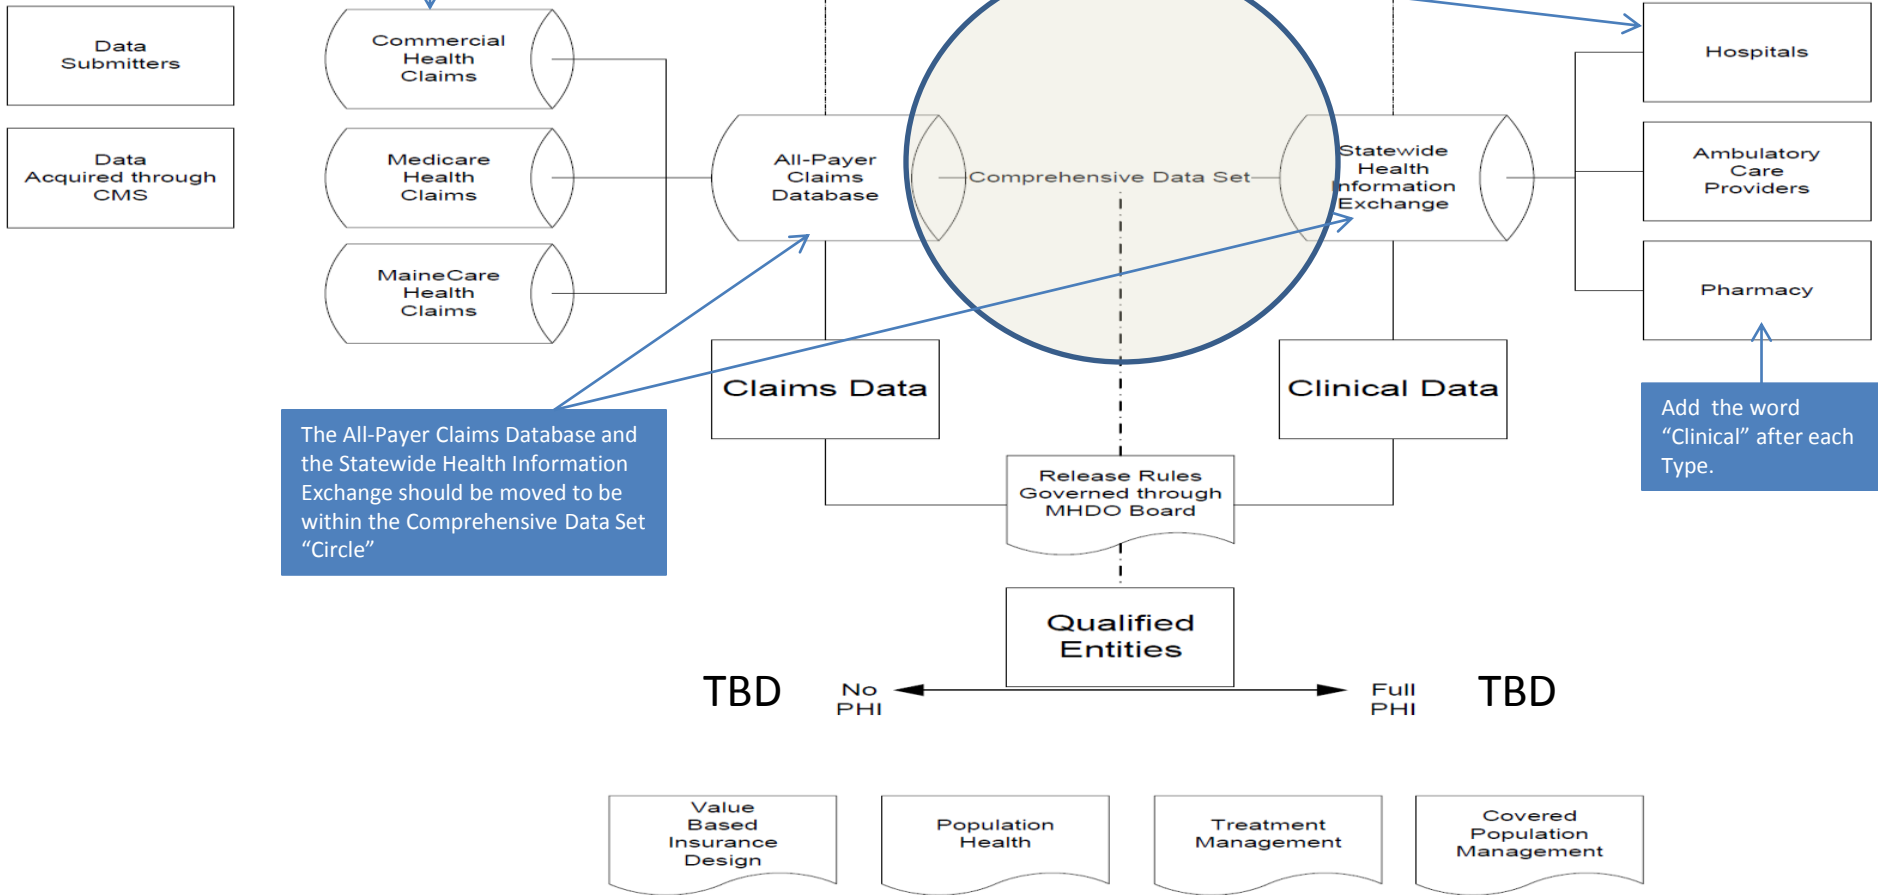 Data
Submitters
Commercial
Health
Claims
Hospitals
Data
Acquired through
CMS
Medicare
Health
Claims
All-Payer
Claims
Database
Comprehensive Data Set
Statewide
Health
Information
Exchange
Ambulatory
Care
Providers
MaineCare
Health
Claims
Pharmacy
Claims Data
Clinical Data
The All-Payer Claims Database and
the Statewide Health Information
Exchange should be moved to be
within the Comprehensive Data Set
“Circle”
Add the word
“Clinical” after each
Type.
Release Rules
Governed through
MHDO Board
Qualified
Entities
TBD
No
PHI
Full
PHI
TBD
Value
Based
Insurance
Design
Population
Health
Treatment
Management
Covered
Population
Management